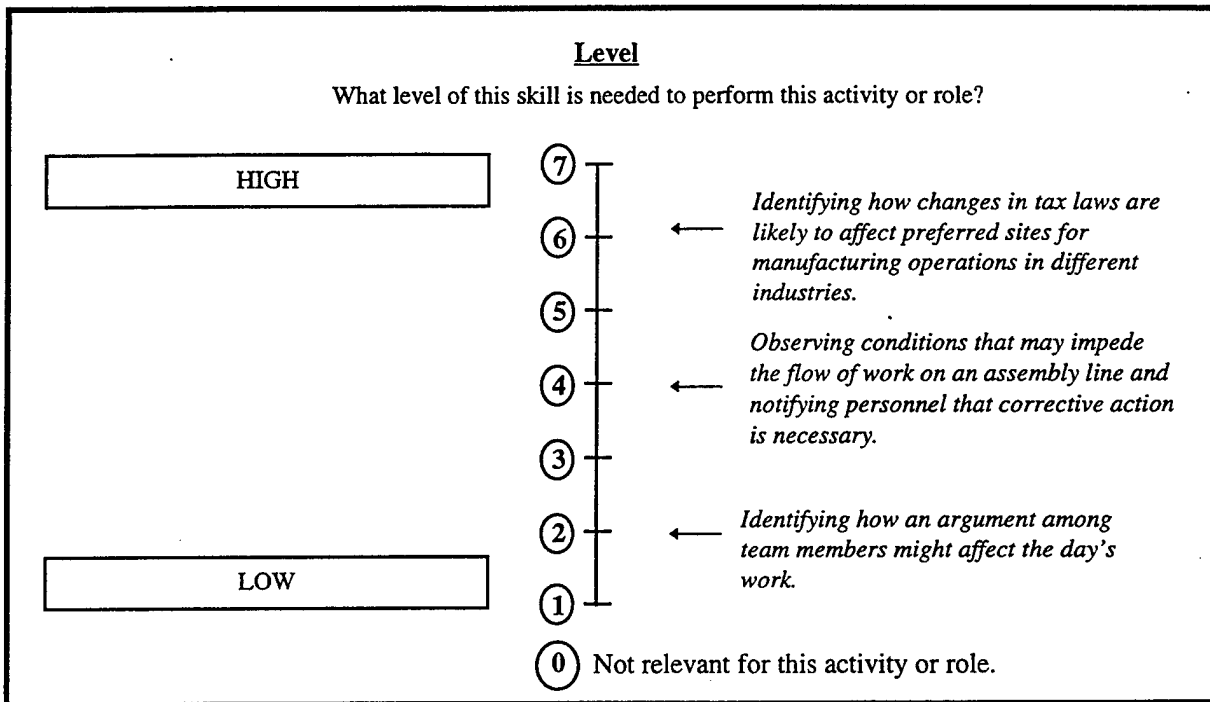 Level
What level of this skill is needed to perform this activity or role?
HIGH
7
Identifying how changes in tax laws are
6
likely to affect preferred sites for
manufacturing operations in different
industries.
5
Observing conditions that may impede
4
the flow of work on an assembly line and
notifying personnel that corrective action
is necessary.
3
2
Identifying how an argument among
team members might affect the day's
work.
LOW
1
0 Not relevant for this activity or role.